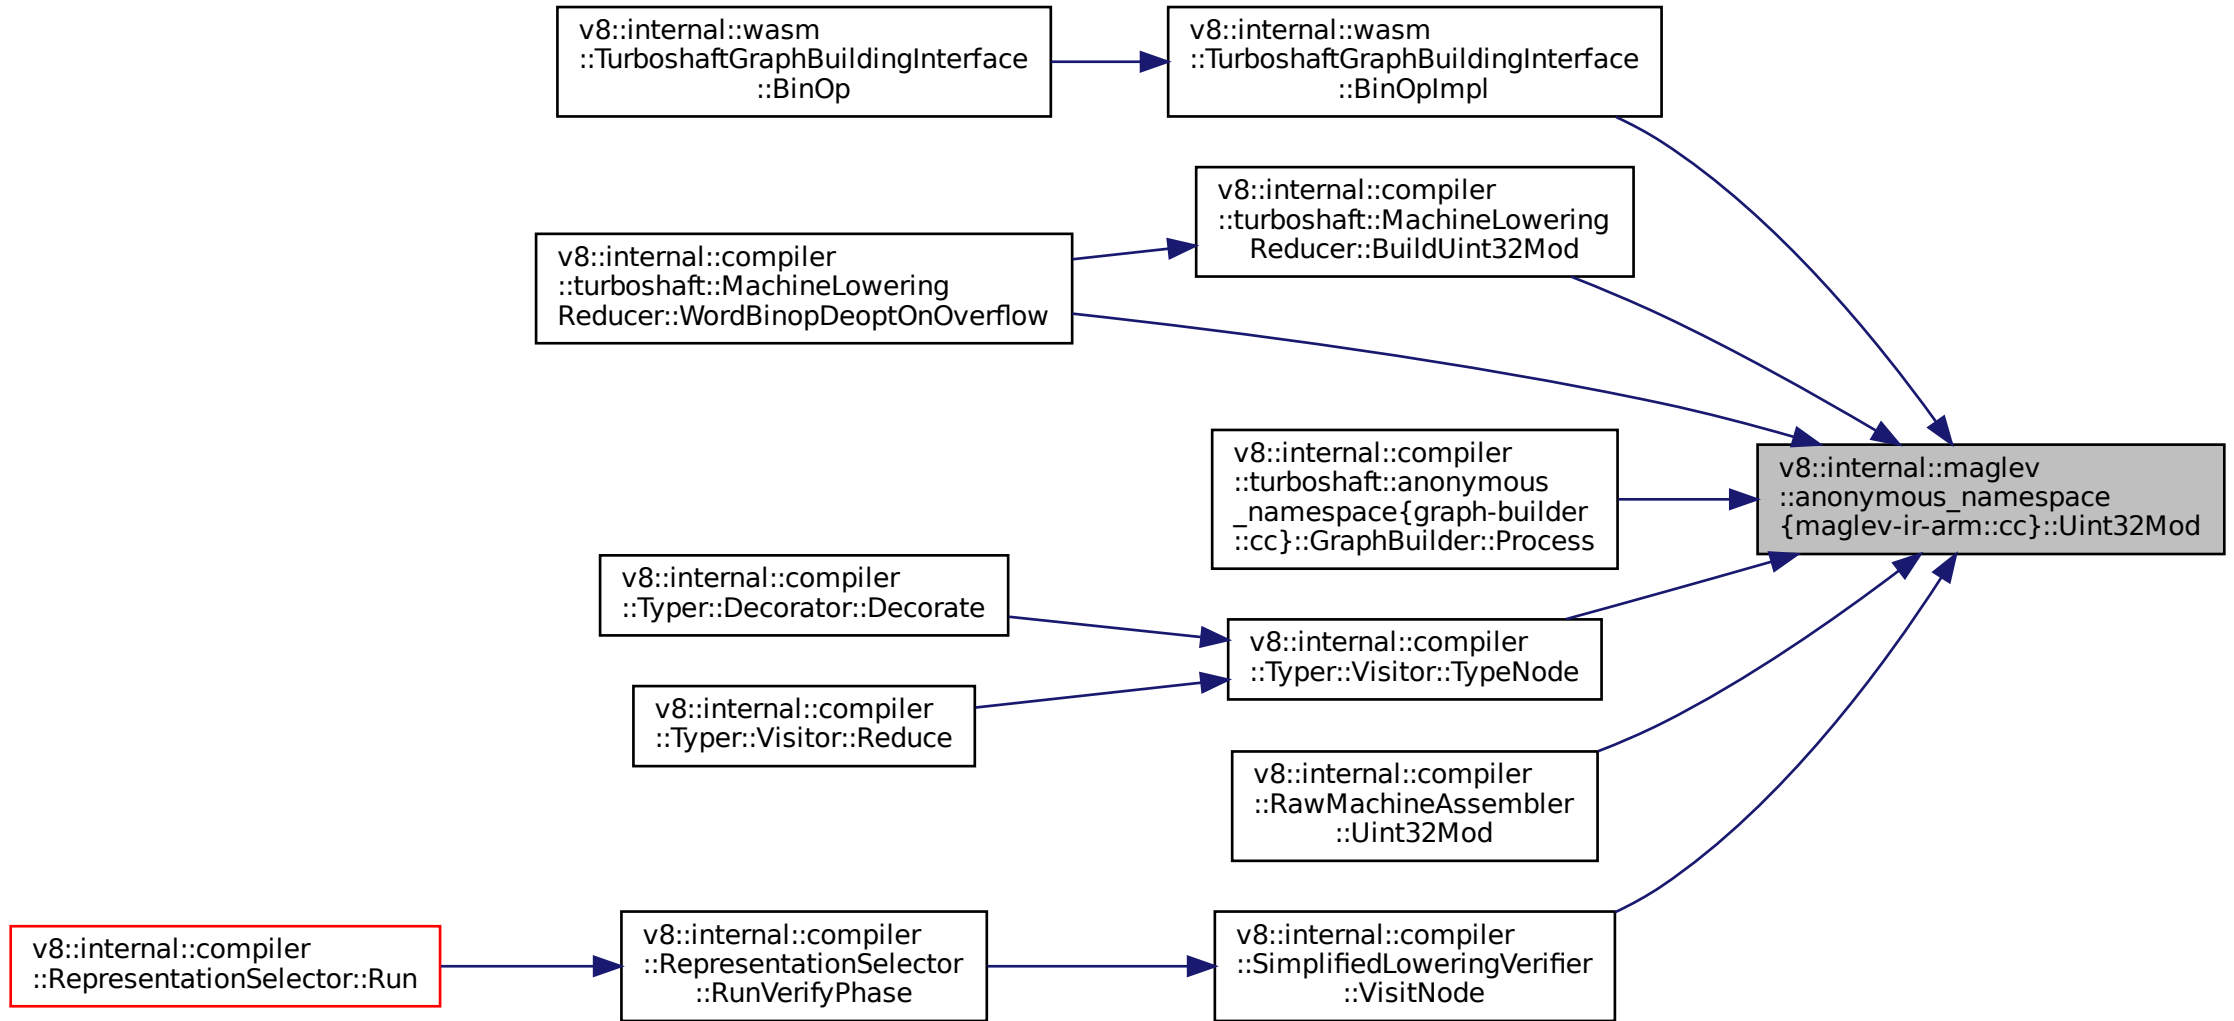 v8::internal::wasm
::TurboshaftGraphBuildingInterface
::BinOp
v8::internal::wasm
::TurboshaftGraphBuildingInterface
::BinOpImpl
v8::internal::compiler
::turboshaft::MachineLowering
Reducer::BuildUint32Mod
v8::internal::compiler
::turboshaft::MachineLowering
Reducer::WordBinopDeoptOnOverflow
v8::internal::compiler
::turboshaft::anonymous
_namespace{graph-builder
::cc}::GraphBuilder::Process
v8::internal::maglev
::anonymous_namespace
{maglev-ir-arm::cc}::Uint32Mod
v8::internal::compiler
::Typer::Decorator::Decorate
v8::internal::compiler
::Typer::Visitor::TypeNode
v8::internal::compiler
::Typer::Visitor::Reduce
v8::internal::compiler
::RawMachineAssembler
::Uint32Mod
v8::internal::compiler
::RepresentationSelector::Run
v8::internal::compiler
::RepresentationSelector
::RunVerifyPhase
v8::internal::compiler
::SimplifiedLoweringVerifier
::VisitNode